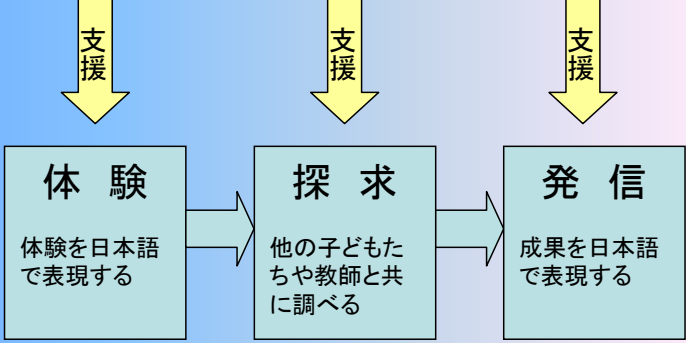 支援
支援
支援
体験
体験を日本語
で表現する
探求
他の子どもた
ちや教師と共
に調べる
発信
成果を日本語
で表現する